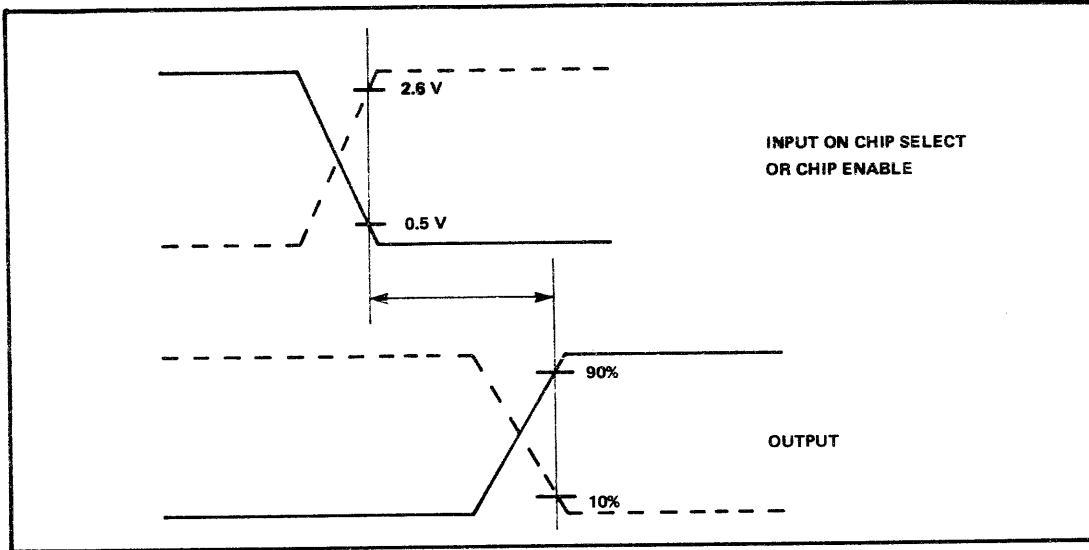 2.6 V
INPUT ON CHIP SELECT
OR CHIP ENABLE
0.5 V
90%
OUTPUT
10%